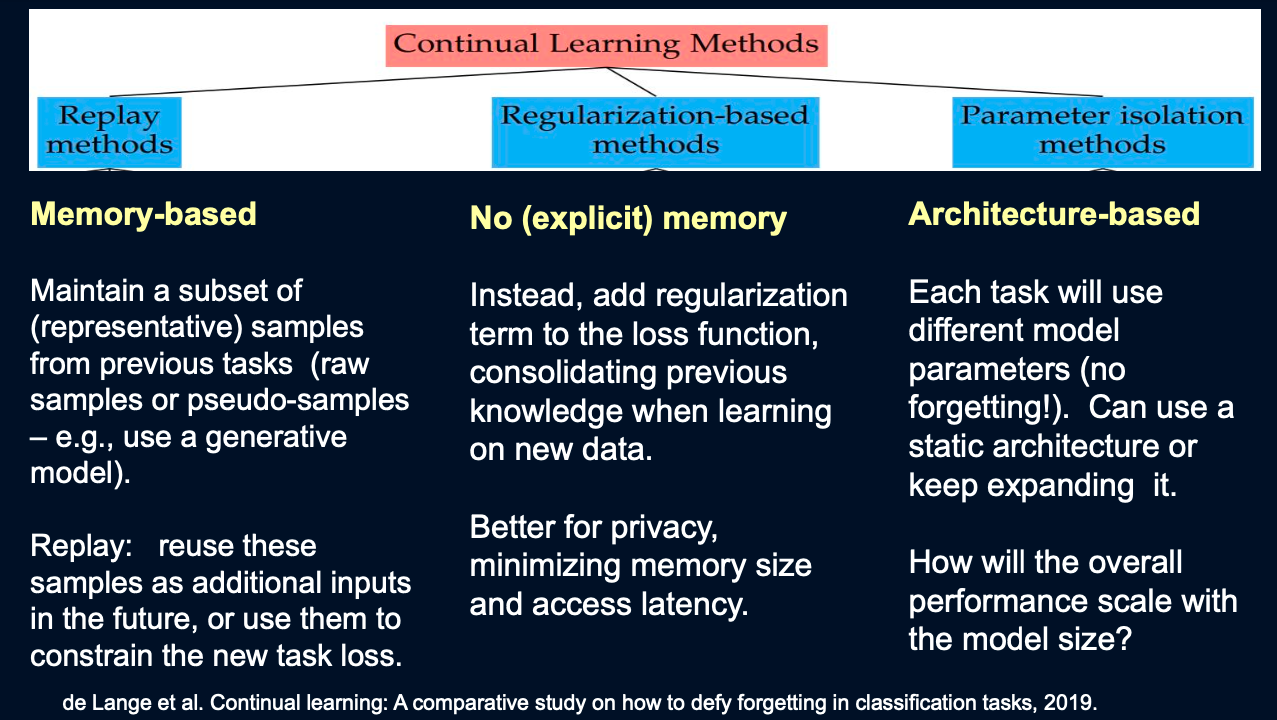 Continual Learning Methods
Replay
methods
Regularization-based
methods
Parameter isolation
methods
Memory-based
Maintain a subset of
(representative) samples
from previous tasks  (raw
samples or pseudo-samples
– e.g., use a generative
model).
Replay:   reuse these
samples as additional inputs
in the future, or use them to
constrain the new task loss.
No (explicit) memory
Instead, add regularization
term to the loss function,
consolidating previous
knowledge when learning
on new data.
Better for privacy,
minimizing memory size
and access latency.
Architecture-based
Each task will use
different model
parameters (no
forgetting!).  Can use a
static architecture or
keep expanding  it.
How will the overall
performance scale with
the model size?
de Lange et al. Continual learning: A comparative study on how to defy forgetting in classification tasks, 2019.